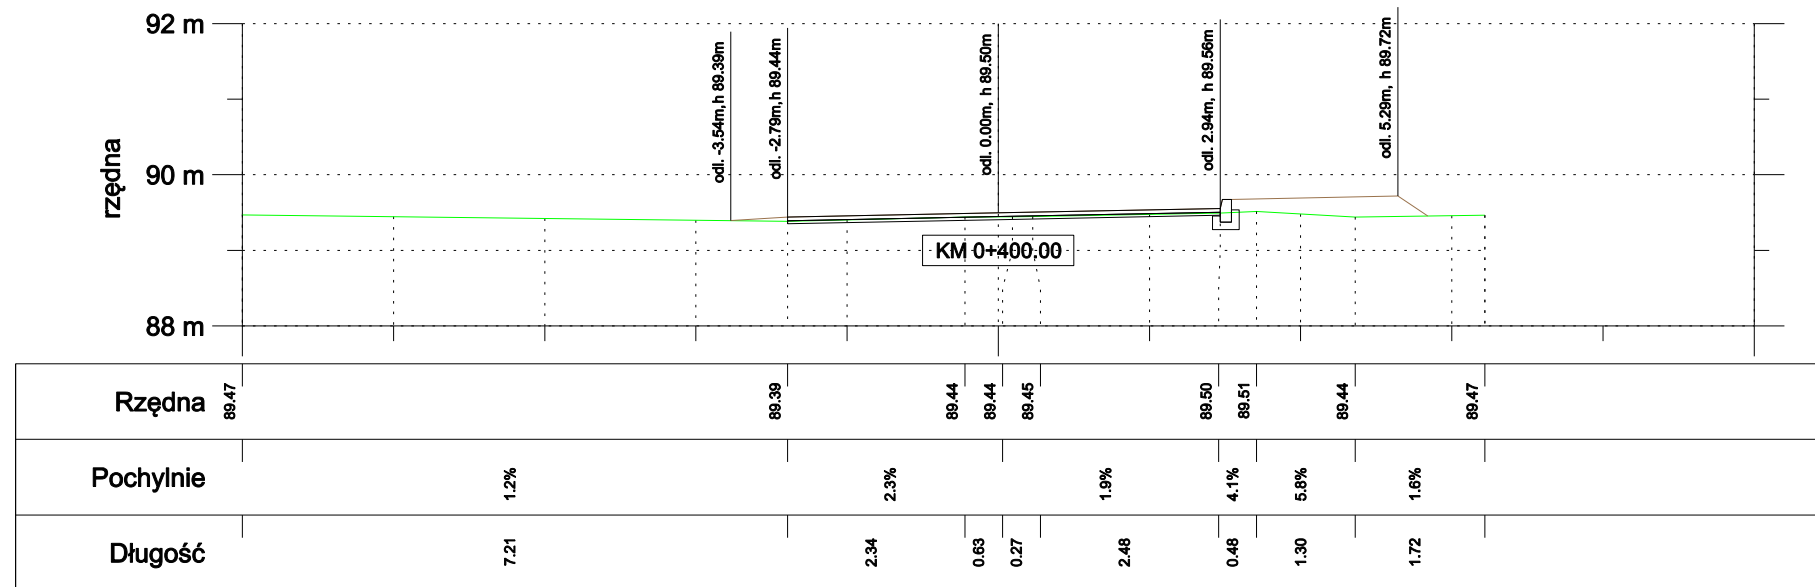 92 m
90 m
88 m
rzędna
odl. -3.54m,h 89.39m
odl. -2.79m,h 89.44m
odl. 0.00m, h 89.50m
odl. 2.94m, h 89.56m
odl. 5.29m, h 89.72m
KM 0+400.00
Rzędna
89.47
89.39
89.44
89.44
89.45
89.50
89.51
89.44
89.47
Pochylnie
1.2%
2.3%
1.9%
4.1%
5.8%
1.6%
Długość
7.21
2.34
0.63
0.27
2.48
0.48
1.30
1.72